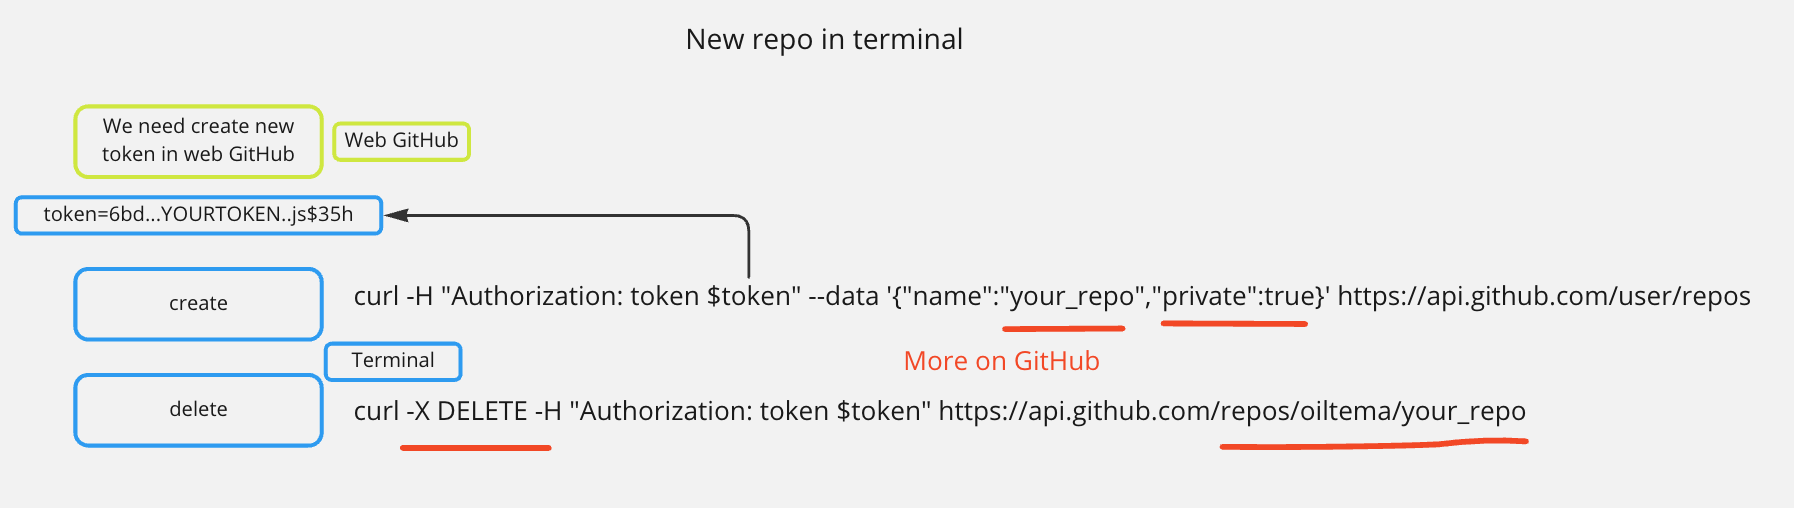 New repo in terminal
We need create new
token in web GitHub
Web GitHub
token=6bd...YOURTOKEN..js$35h
create
curl -H "Authorization: token $token" --data '{"name":"your_repo","private":true}' https://api.github.com/user/repos
Terminal
More on GitHub
delete
curl -X DELETE -H "Authorization: token $token" https://api.github.com/repos/oiltema/your_repo